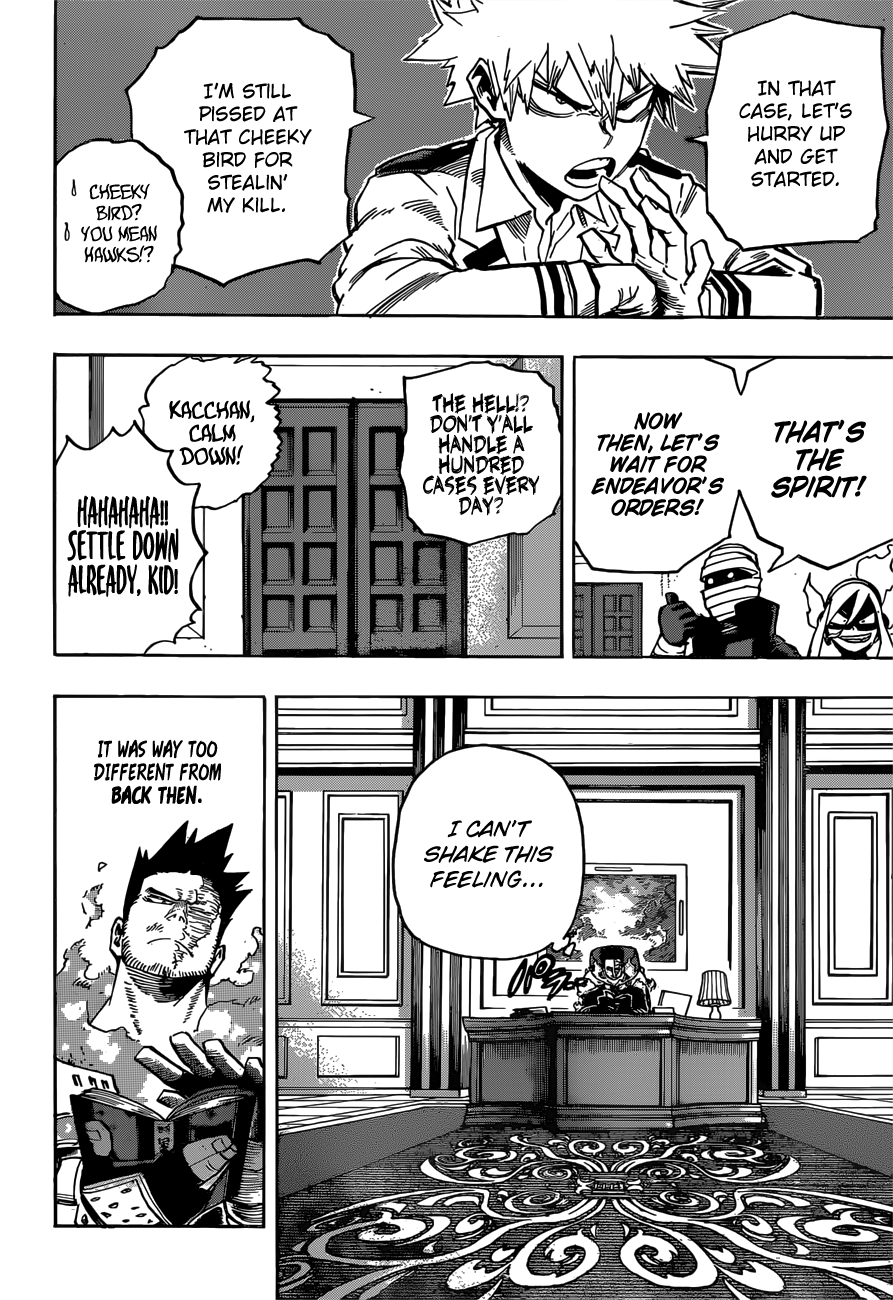 IN THAT
CASE, LET'S
HURRY UP
AND GET
STARTED.
I'M STILL
PISSED AT
THAT CHEEKY
BIRD FOR
STEALIN'
MY KILL.
CHEEKY
BIRD?
YOU MEAN
HAWKS!?
THAT'S
THE
SPIRIT!
NOW
THEN, LET'S
WAIT FOR
ENDEAVOR'S
ORDERS!
THE HELL!?
DON'T Y'ALL
HANDLE A
HUNDRED
CASES EVERY
DAY?
KACCHAN,
CALM
DOWN!
HAHAHAHA!!
SETTLE DOWN
ALREADY, KID!
I CAN'T
SHAKE THIS
FEELING...
IT WAS WAY TOO
DIFFERENT FROM
BACK THEN.